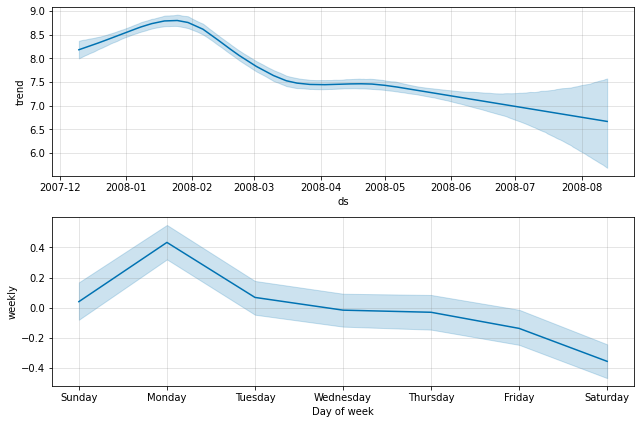 9.0
8.5
8.0
7.5
7.0
6.5
6.0
trend
2007-12 2008-01 2008-02 2008-03 2008-04 2008-05 2008-06 2008-07 2008-08
ds
0.4
0.2
0.0
−0.2
−0.4
weekly
Sunday Monday Tuesday Wednesday Thursday Friday Saturday
Day of week